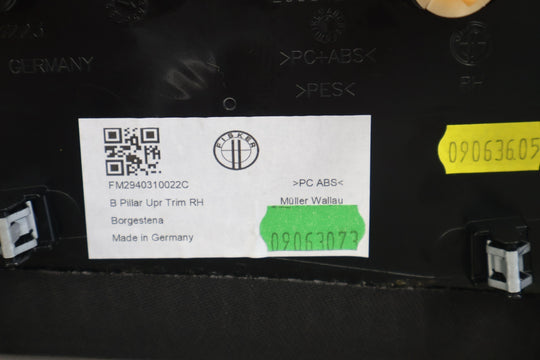 GERMANY
>PC+ABS<
>PES<
RH
FISKER
FM2940310022C
>PC ABS<
B Pillar Upr Trim RH
Müller Wallau
Borgestena
Made in Germany
09063073
09063605